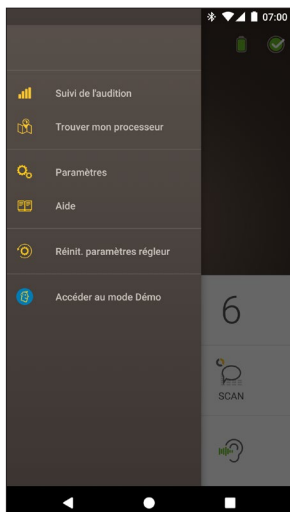 07:00
Suivi de l'audition
Trouver mon processeur
Paramètres
Aide
Réinit. paramètres régleur
Accéder au mode Démo
6
SCAN